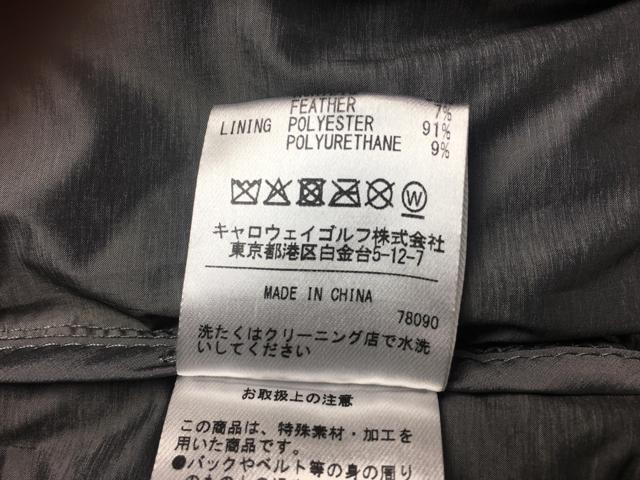 FEATHER 7%
LINING POLYESTER 91%
POLYURETHANE 9%
W
キャロウェイゴルフ株式会社
東京都港区白金台5-12-7
MADE IN CHINA
78090
洗たくはクリーニング店で水洗
いしてください
お取扱上の注意
この商品は、特殊素材・加工を
用いた商品です。
●バックやベルト等の身の周り